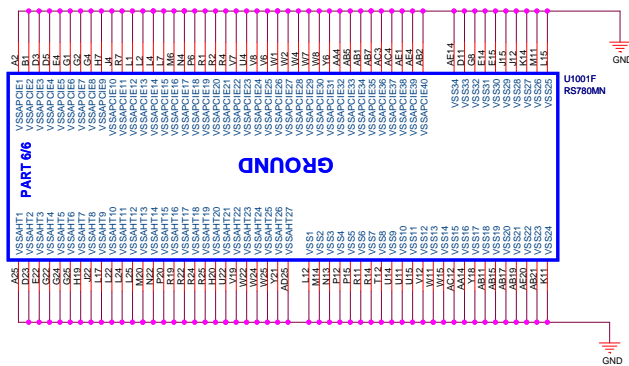 A2
B1
D3
D5
E4
G1
G2
G4
H7
J4
R7
L1
L2
L4
L7
M6
N4
P6
R1
R2
R4
V7
U4
V8
V6
W1
W2
W4
W7
W8
Y6
AA4
AB5
AB1
AB7
AC3
AC4
AE1
AE4
AB2
AE14
D11
G8
E14
E15
J15
J12
K14
M11
L15
GND
VSSAPCIE1
VSSAPCIE2
VSSAPCIE3
VSSAPCIE4
VSSAPCIE5
VSSAPCIE6
VSSAPCIE7
VSSAPCIE8
VSSAPCIE9
VSSAPCIE10
VSSAPCIE11
VSSAPCIE12
VSSAPCIE13
VSSAPCIE14
VSSAPCIE15
VSSAPCIE16
VSSAPCIE17
VSSAPCIE18
VSSAPCIE19
VSSAPCIE20
VSSAPCIE21
VSSAPCIE22
VSSAPCIE23
VSSAPCIE24
VSSAPCIE25
VSSAPCIE26
VSSAPCIE27
VSSAPCIE28
VSSAPCIE29
VSSAPCIE30
VSSAPCIE31
VSSAPCIE32
VSSAPCIE33
VSSAPCIE34
VSSAPCIE35
VSSAPCIE36
VSSAPCIE37
VSSAPCIE38
VSSAPCIE39
VSSAPCIE40
VSS34
VSS33
VSS32
VSS31
VSS30
VSS29
VSS28
VSS27
VSS26
VSS25
U1001F
RS780MN
PART 6/6
GROUND
VSSAHT1
VSSAHT2
VSSAHT3
VSSAHT4
VSSAHT5
VSSAHT6
VSSAHT7
VSSAHT8
VSSAHT9
VSSAHT10
VSSAHT11
VSSAHT12
VSSAHT13
VSSAHT14
VSSAHT15
VSSAHT16
VSSAHT17
VSSAHT18
VSSAHT19
VSSAHT20
VSSAHT21
VSSAHT22
VSSAHT23
VSSAHT24
VSSAHT25
VSSAHT26
VSSAHT27
VSS1
VSS2
VSS3
VSS4
VSS5
VSS6
VSS7
VSS8
VSS9
VSS10
VSS11
VSS12
VSS13
VSS14
VSS15
VSS16
VSS17
VSS18
VSS19
VSS20
VSS21
VSS22
VSS23
VSS24
A25
D23
E22
G22
G24
G25
H19
J22
L17
L22
L24
L25
M20
N22
P20
R19
R22
R24
R25
H20
U22
V19
W22
W24
W25
Y21
AD25
L12
M14
N13
P12
P15
R11
R14
T12
U14
U11
U15
V12
W11
W15
AC12
AA14
Y18
AB11
AB15
AB17
AB19
AE20
AB21
K11
GND